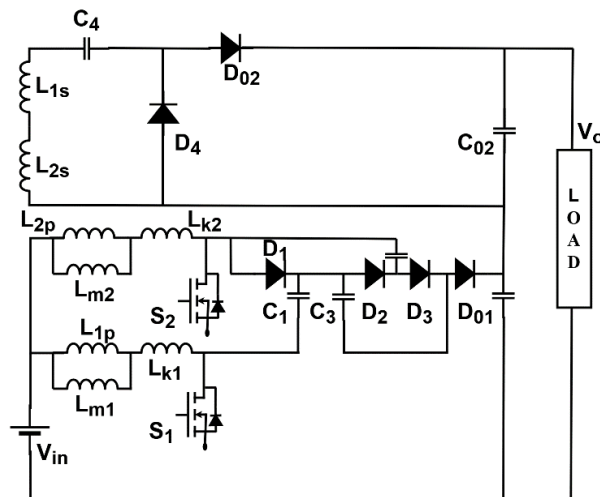 C4
D02
L1s
D4
C02
Vo
L2s
LOAD
L2p
Lk2
D1
Lm2
S2
C1
C3
D2
D3
D01
L1p
Lk1
Lm1
S1
Vin